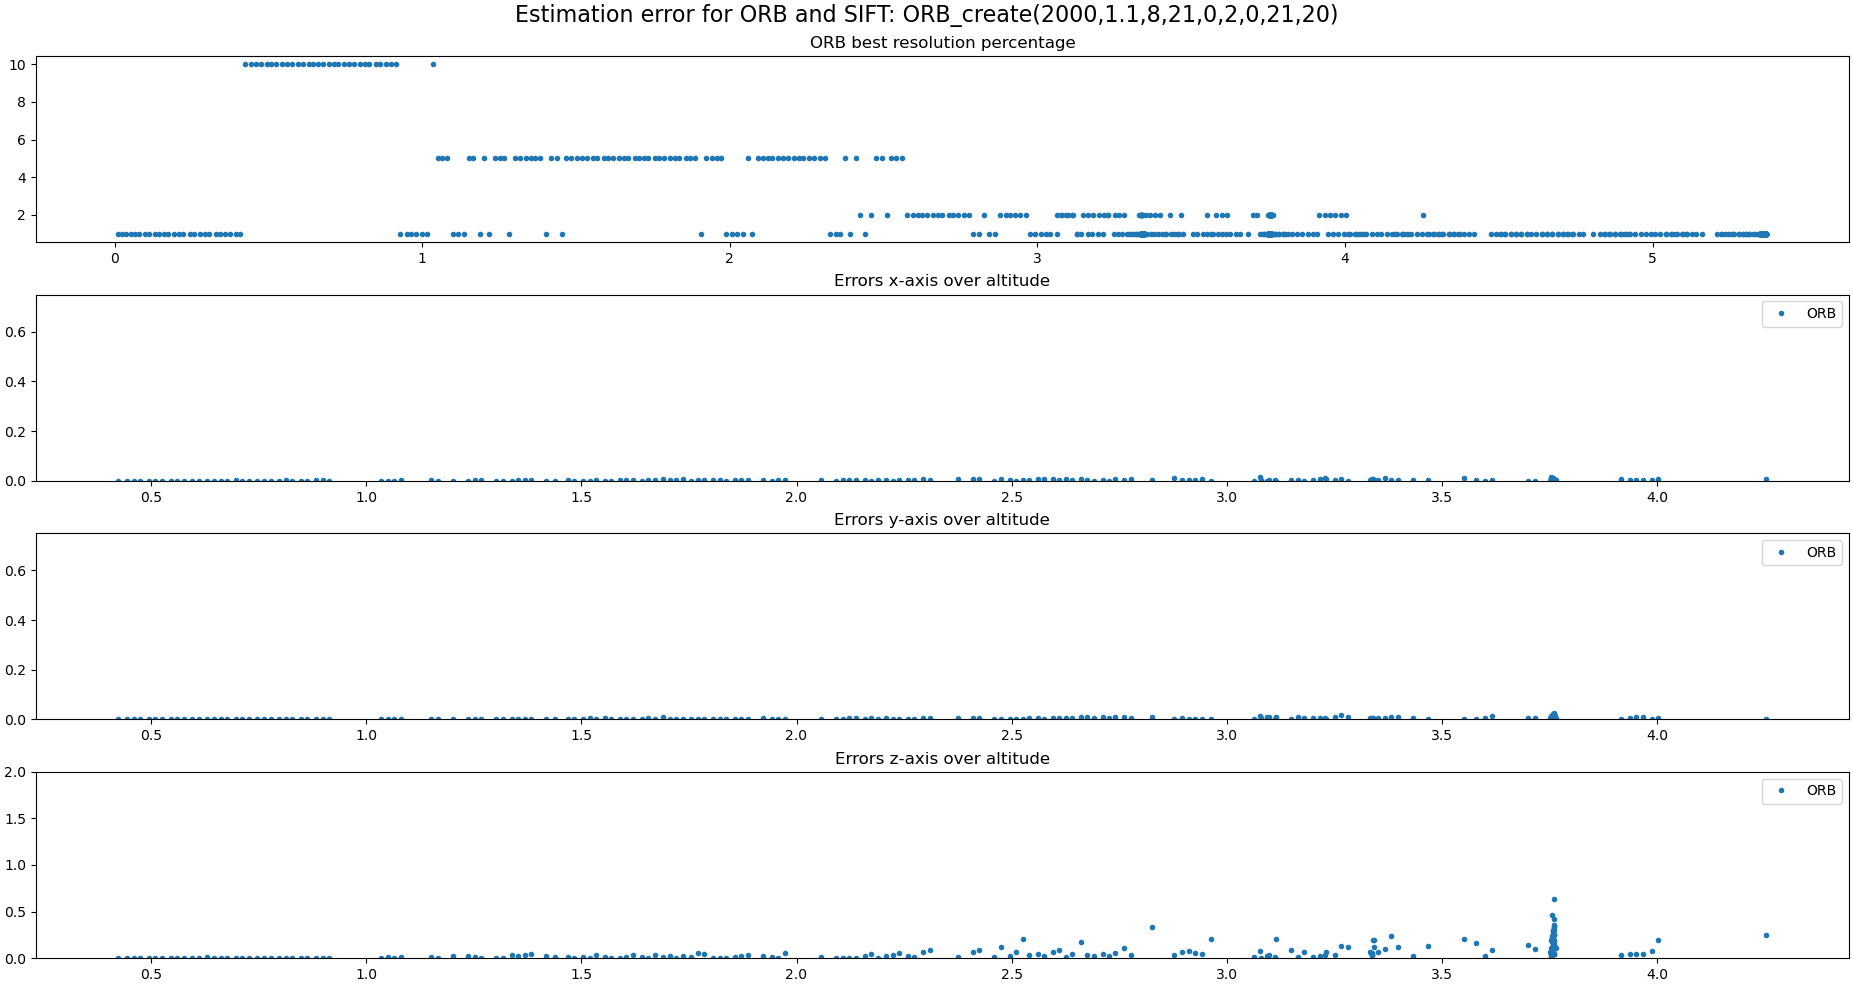 Estimation error for ORB and SIFT: ORB_create(2000,1.1,8,21,0,2,0,21,20)
ORB best resolution percentage
10
8
6
4
2
0 1 2 3 4 5
Errors x-axis over altitude
ORB
0.6
0.4
0.2
0.0
0.5 1.0 1.5 2.0 2.5 3.0 3.5 4.0
Errors y-axis over altitude
ORB
0.6
0.4
0.2
0.0
0.5 1.0 1.5 2.0 2.5 3.0 3.5 4.0
Errors z-axis over altitude
2.0
ORB
1.5
1.0
0.5
0.0
0.5 1.0 1.5 2.0 2.5 3.0 3.5 4.0